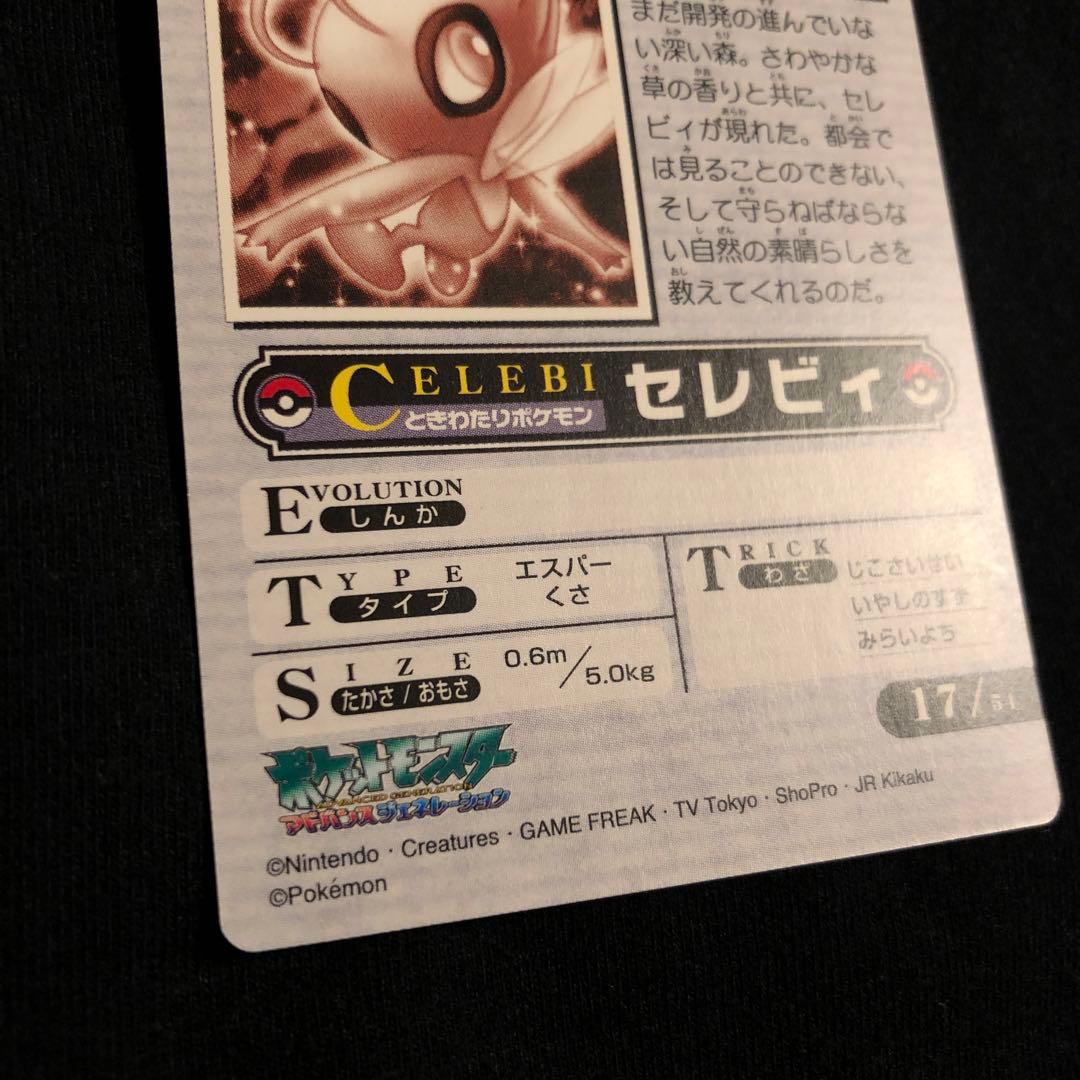 まだ開発の進んでいな
い深い森。さわやかな
草の香りと共に、セレ
ビィが現れた。都会で
は見ることのできない、
そして守らねばならな
い自然の素晴らしさを
教えてくれるのだ。
CELEBI セレビィ
ときわたりポケモン
EVOLUTION
しんか
TYPE エスパー
タイプ くさ
SIZE 0.6m/5.0kg
たかさ/おもさ
TRICK じこさいせい
わざ いやしのすず
みらいよち
17/51
ポケットモンスター
ADVANCED GENERATION
アドバンスジェネレーション
©Nintendo・Creatures・GAME FREAK・TV Tokyo・ShoPro・JR Kikaku
©Pokémon